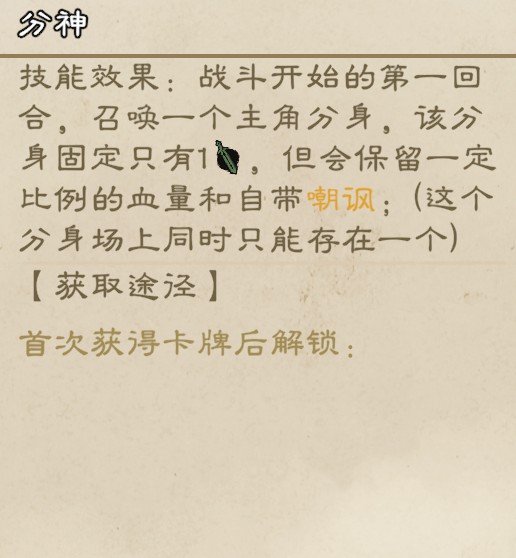 分神
技能效果：战斗开始的第一回
合，召唤一个主角分身，该分
身固定只有1，但会保留一定
比例的血量和自带嘲讽；(这个
分身场上同时只能存在一个)
【获取途径】
首次获得卡牌后解锁：